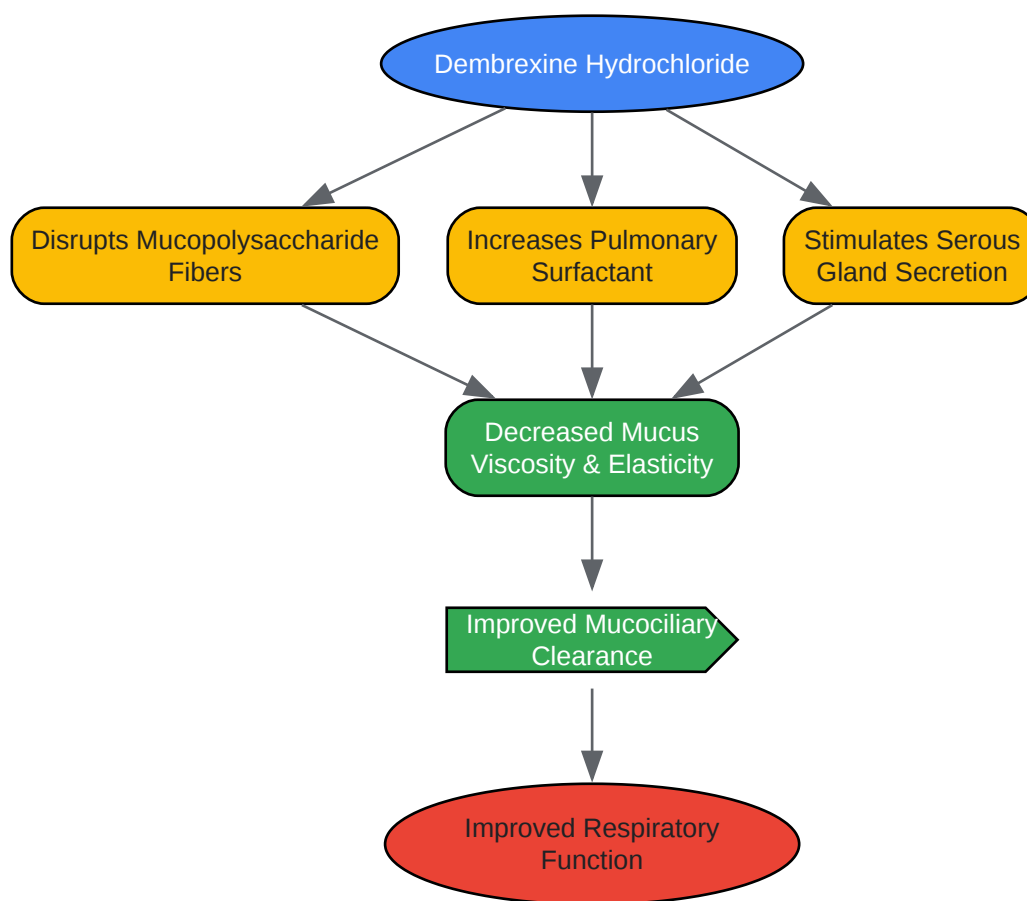 Dembrexine Hydrochloride
Disrupts Mucopolysaccharide
Fibers
Increases Pulmonary
Surfactant
Stimulates Serous
Gland Secretion
Decreased Mucus
Viscosity & Elasticity
Improved Mucociliary
Clearance
Improved Respiratory
Function